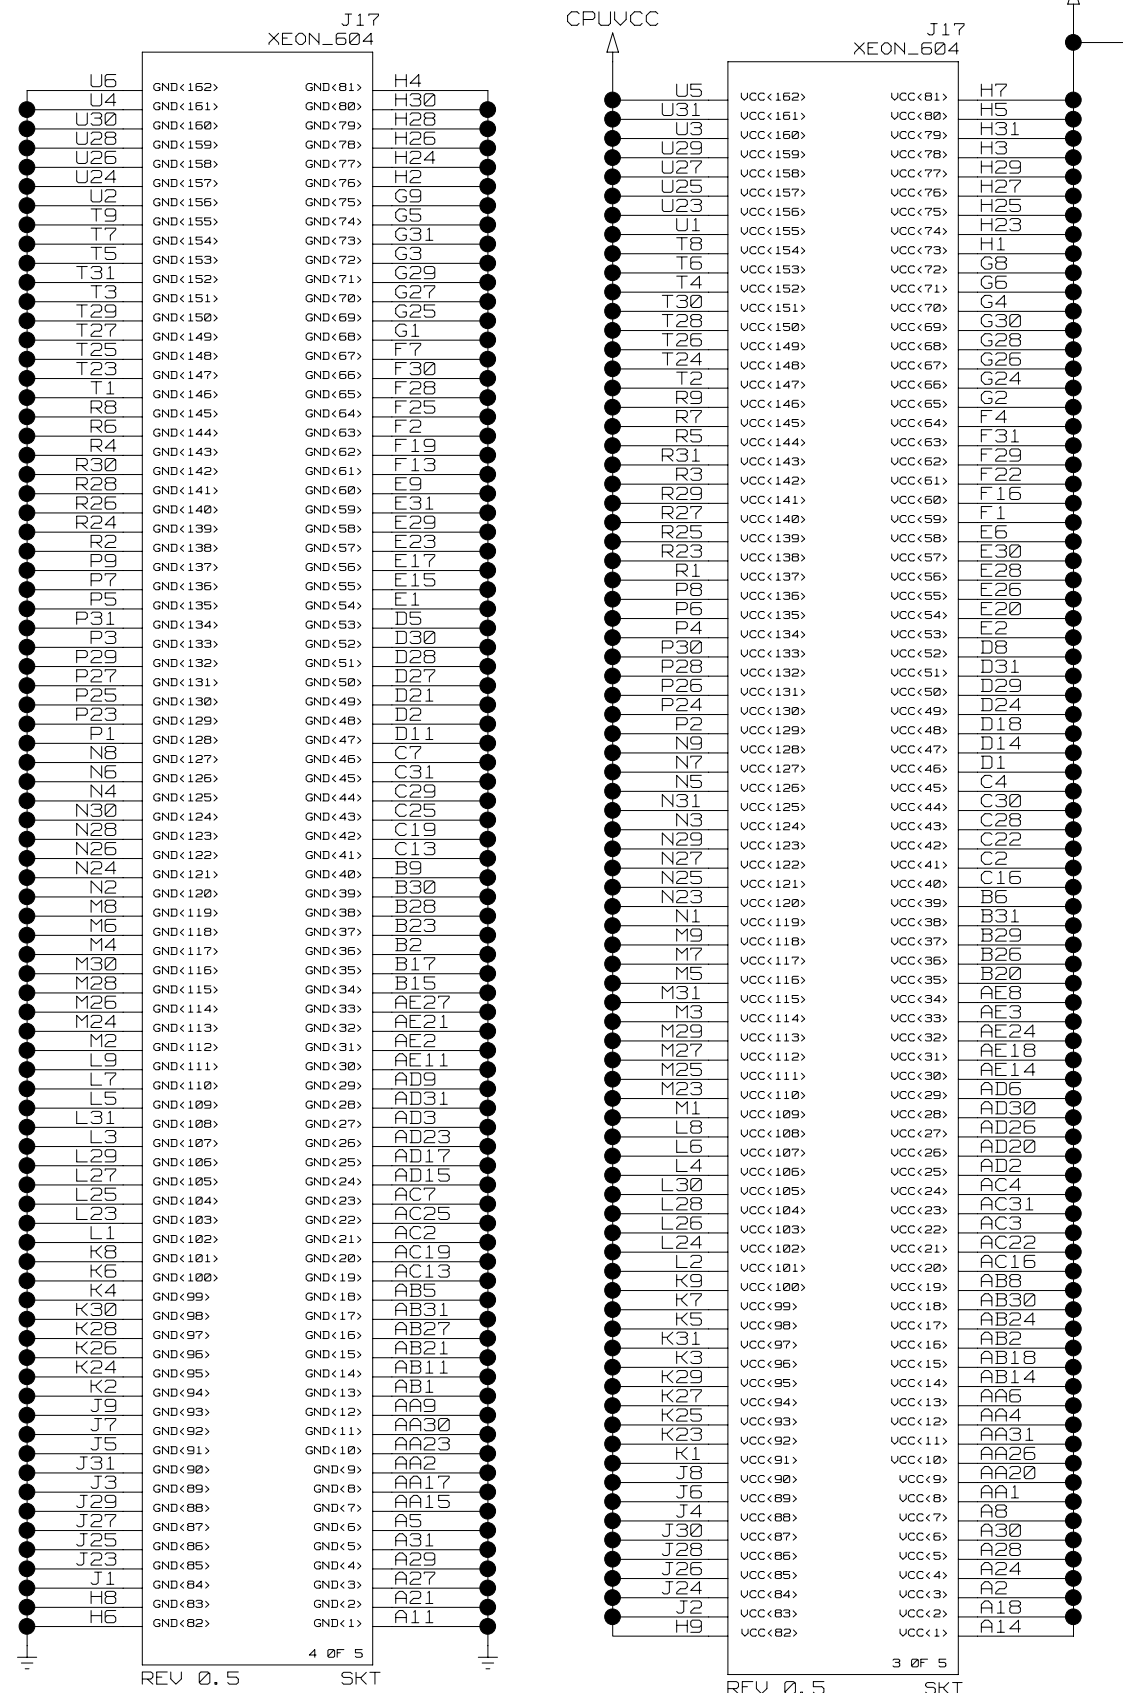 J17
XEON_604
U6 GND<162> GND<81> H4
U4 GND<161> GND<80> H30
U30 GND<160> GND<79> H28
U28 GND<159> GND<78> H26
U26 GND<158> GND<77> H24
U24 GND<157> GND<76> H2
U2 GND<156> GND<75> G9
T9 GND<155> GND<74> G5
T7 GND<154> GND<73> G31
T5 GND<153> GND<72> G3
T31 GND<152> GND<71> G29
T3 GND<151> GND<70> G27
T29 GND<150> GND<69> G25
T27 GND<149> GND<68> G1
T25 GND<148> GND<67> F7
T23 GND<147> GND<66> F30
T1 GND<146> GND<65> F28
R8 GND<145> GND<64> F25
R6 GND<144> GND<63> F2
R4 GND<143> GND<62> F19
R30 GND<142> GND<61> F13
R28 GND<141> GND<60> E9
R26 GND<140> GND<59> E31
R24 GND<139> GND<58> E29
R2 GND<138> GND<57> E23
P9 GND<137> GND<56> E17
P7 GND<136> GND<55> E15
P5 GND<135> GND<54> E1
P31 GND<134> GND<53> D5
P3 GND<133> GND<52> D30
P29 GND<132> GND<51> D28
P27 GND<131> GND<50> D27
P25 GND<130> GND<49> D21
P23 GND<129> GND<48> D2
P1 GND<128> GND<47> D11
N8 GND<127> GND<46> C7
N6 GND<126> GND<45> C31
N4 GND<125> GND<44> C29
N30 GND<124> GND<43> C25
N28 GND<123> GND<42> C19
N26 GND<122> GND<41> C13
N24 GND<121> GND<40> B9
N2 GND<120> GND<39> B30
M8 GND<119> GND<38> B28
M6 GND<118> GND<37> B23
M4 GND<117> GND<36> B2
M30 GND<116> GND<35> B17
M28 GND<115> GND<34> B15
M26 GND<114> GND<33> AE27
M24 GND<113> GND<32> AE21
M2 GND<112> GND<31> AE2
L9 GND<111> GND<30> AE11
L7 GND<110> GND<29> AD9
L5 GND<109> GND<28> AD31
L31 GND<108> GND<27> AD3
L3 GND<107> GND<26> AD23
L29 GND<106> GND<25> AD17
L27 GND<105> GND<24> AD15
L25 GND<104> GND<23> AC7
L23 GND<103> GND<22> AC25
L1 GND<102> GND<21> AC2
K8 GND<101> GND<20> AC19
K6 GND<100> GND<19> AC13
K4 GND<99> GND<18> AB5
K30 GND<98> GND<17> AB31
K28 GND<97> GND<16> AB27
K26 GND<96> GND<15> AB21
K24 GND<95> GND<14> AB11
K2 GND<94> GND<13> AB1
J9 GND<93> GND<12> AA9
J7 GND<92> GND<11> AA30
J5 GND<91> GND<10> AA23
J31 GND<90> GND<9> AA2
J3 GND<89> GND<8> AA17
J29 GND<88> GND<7> AA15
J27 GND<87> GND<6> A5
J25 GND<86> GND<5> A31
J23 GND<85> GND<4> A29
J1 GND<84> GND<3> A27
H8 GND<83> GND<2> A21
H6 GND<82> GND<1> A11
4 OF 5
REV 0.5 SKT
CPUVCC
J17
XEON_604
U5 VCC<162> VCC<81> H7
U31 VCC<161> VCC<80> H5
U3 VCC<160> VCC<79> H31
U29 VCC<159> VCC<78> H3
U27 VCC<158> VCC<77> H29
U25 VCC<157> VCC<76> H27
U23 VCC<156> VCC<75> H25
U1 VCC<155> VCC<74> H23
T8 VCC<154> VCC<73> H1
T6 VCC<153> VCC<72> G8
T4 VCC<152> VCC<71> G6
T30 VCC<151> VCC<70> G4
T28 VCC<150> VCC<69> G30
T26 VCC<149> VCC<68> G28
T24 VCC<148> VCC<67> G26
T2 VCC<147> VCC<66> G24
R9 VCC<146> VCC<65> G2
R7 VCC<145> VCC<64> F4
R5 VCC<144> VCC<63> F31
R31 VCC<143> VCC<62> F29
R3 VCC<142> VCC<61> F22
R29 VCC<141> VCC<60> F16
R27 VCC<140> VCC<59> F1
R25 VCC<139> VCC<58> E6
R23 VCC<138> VCC<57> E30
R1 VCC<137> VCC<56> E28
P8 VCC<136> VCC<55> E26
P6 VCC<135> VCC<54> E20
P4 VCC<134> VCC<53> E2
P30 VCC<133> VCC<52> D8
P28 VCC<132> VCC<51> D31
P26 VCC<131> VCC<50> D29
P24 VCC<130> VCC<49> D24
P2 VCC<129> VCC<48> D18
N9 VCC<128> VCC<47> D14
N7 VCC<127> VCC<46> D1
N5 VCC<126> VCC<45> C4
N31 VCC<125> VCC<44> C30
N3 VCC<124> VCC<43> C28
N29 VCC<123> VCC<42> C22
N27 VCC<122> VCC<41> C2
N25 VCC<121> VCC<40> C16
N23 VCC<120> VCC<39> B6
N1 VCC<119> VCC<38> B31
M9 VCC<118> VCC<37> B29
M7 VCC<117> VCC<36> B26
M5 VCC<116> VCC<35> B20
M31 VCC<115> VCC<34> AE8
M3 VCC<114> VCC<33> AE3
M29 VCC<113> VCC<32> AE24
M27 VCC<112> VCC<31> AE18
M25 VCC<111> VCC<30> AE14
M23 VCC<110> VCC<29> AD6
M1 VCC<109> VCC<28> AD30
L8 VCC<108> VCC<27> AD26
L6 VCC<107> VCC<26> AD20
L4 VCC<106> VCC<25> AD2
L30 VCC<105> VCC<24> AC4
L28 VCC<104> VCC<23> AC31
L26 VCC<103> VCC<22> AC3
L24 VCC<102> VCC<21> AC22
L2 VCC<101> VCC<20> AC16
K9 VCC<100> VCC<19> AB8
K7 VCC<99> VCC<18> AB30
K5 VCC<98> VCC<17> AB24
K31 VCC<97> VCC<16> AB2
K3 VCC<96> VCC<15> AB18
K29 VCC<95> VCC<14> AB14
K27 VCC<94> VCC<13> AA6
K25 VCC<93> VCC<12> AA4
K23 VCC<92> VCC<11> AA31
K1 VCC<91> VCC<10> AA26
J8 VCC<90> VCC<9> AA20
J6 VCC<89> VCC<8> AA1
J4 VCC<88> VCC<7> A8
J30 VCC<87> VCC<6> A30
J28 VCC<86> VCC<5> A28
J26 VCC<85> VCC<4> A24
J24 VCC<84> VCC<3> A2
J2 VCC<83> VCC<2> A18
H9 VCC<82> VCC<1> A14
3 OF 5
REV 0.5 SKT